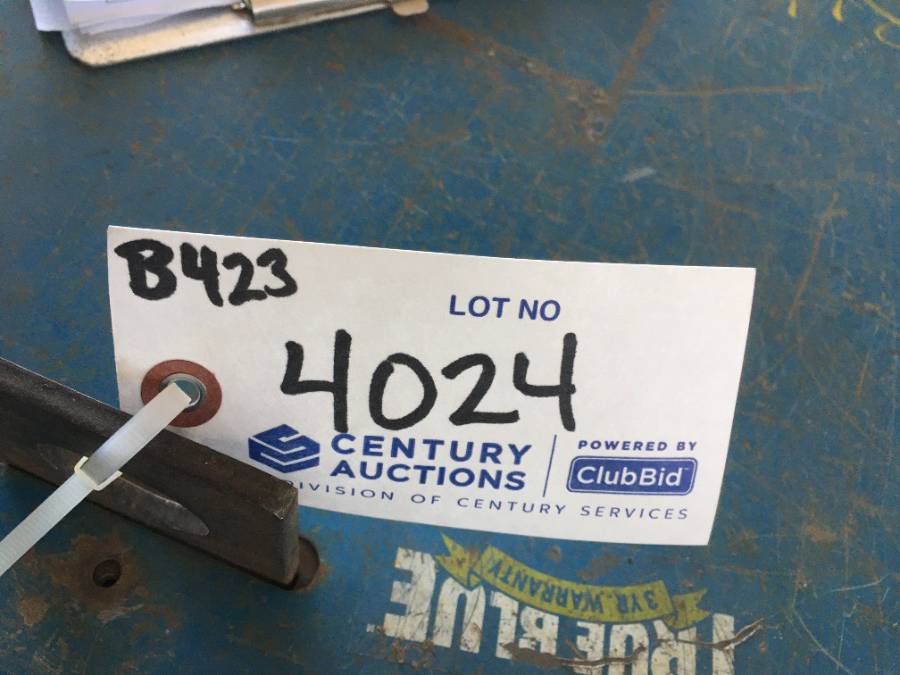 B423
LOT NO
4024
CENTURY
AUCTIONS
DIVISION OF CENTURY SERVICES
POWERED BY
ClubBid
3 YR. WARRANTY
TRUE BLUE